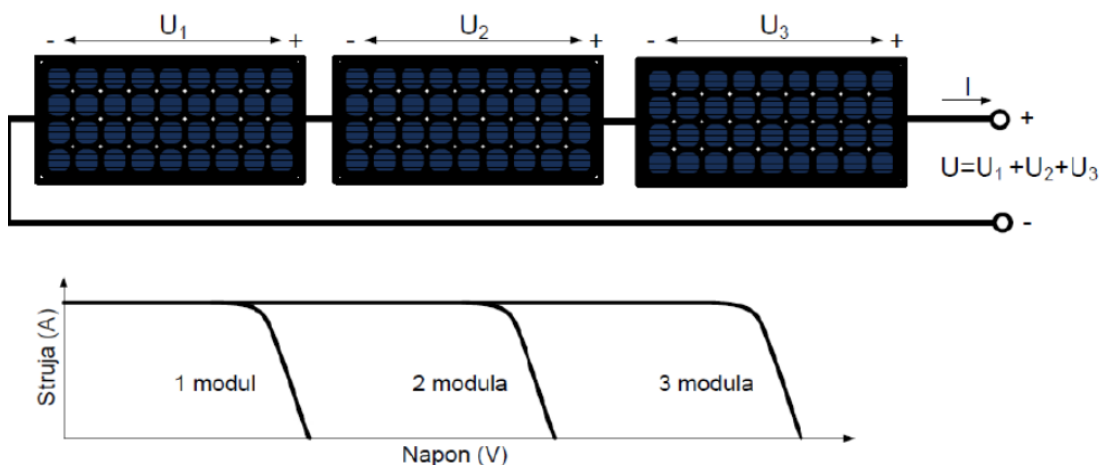 U₁ U₂ U₃
- + - + - +
I
+
U=U₁+U₂+U₃
-
Struja (A)
1 modul 2 modula 3 modula
Napon (V)